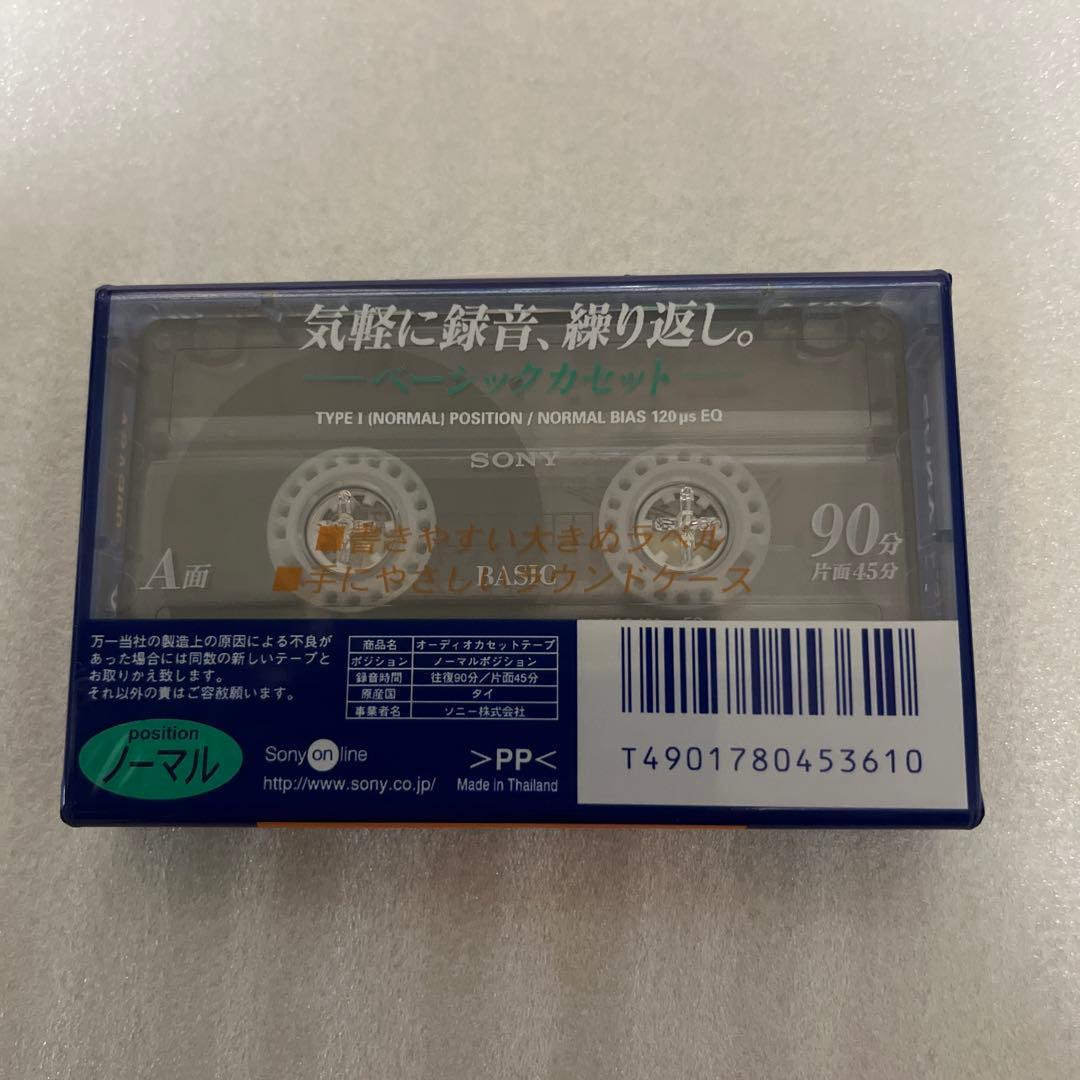 気軽に録音、繰り返し。
ベーシックカセット
TYPE I (NORMAL) POSITION / NORMAL BIAS 120μs EQ
SONY
■書きやすい大きめラベル
■手にやさしいラウンドケース
A面
BASIC
90分
片面45分
万一当社の製造上の原因による不良が
あった場合には同数の新しいテープと
お取りかえ致します。
それ以外の責はご容赦願います。
商品名 オーディオカセットテープ
ポジション ノーマルポジション
録音時間 往復90分／片面45分
原産国 タイ
事業者名 ソニー株式会社
position
ノーマル
Sony on line
http://www.sony.co.jp/
>PP<
Made in Thailand
T4901780453610